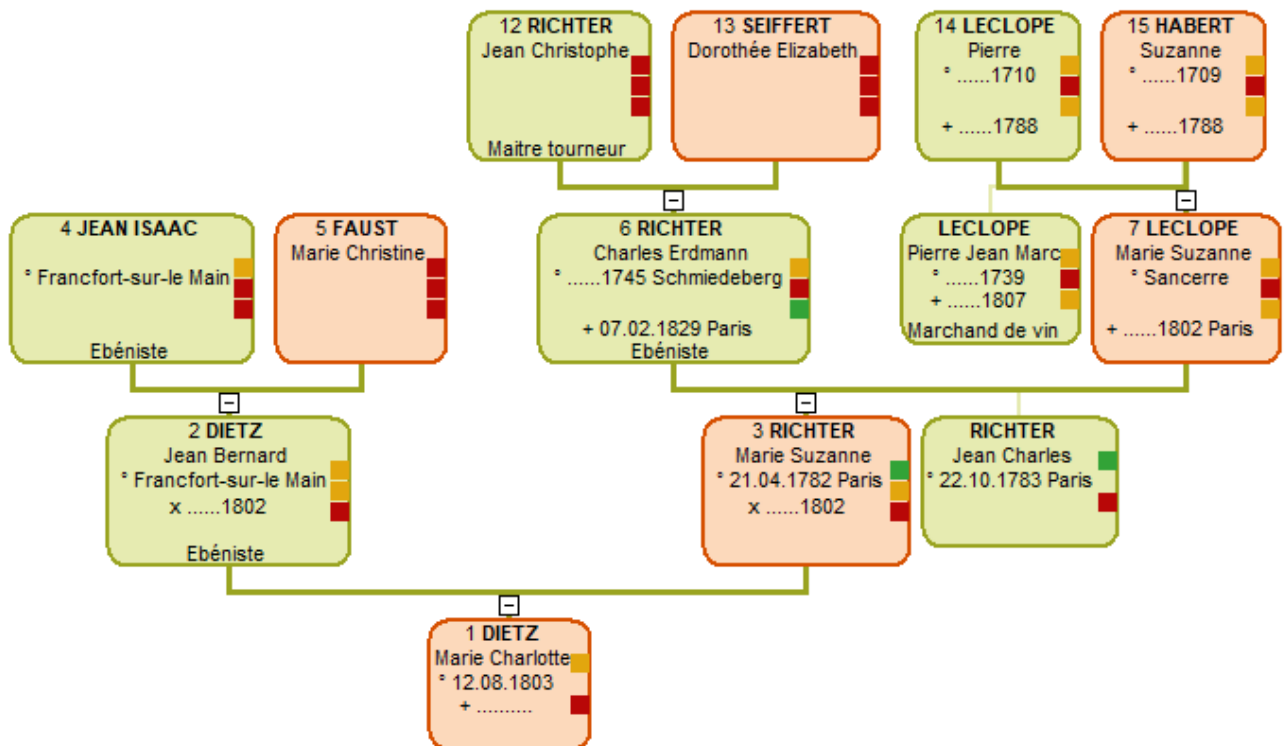 12 RICHTER
Jean Christophe
Maitre tourneur
13 SEIFFERT
Dorothée Elizabeth
14 LECLOPE
Pierre
° ......1710
+ ......1788
15 HABERT
Suzanne
° ......1709
+ ......1788
4 JEAN ISAAC
° Francfort-sur-le Main
Ebéniste
5 FAUST
Marie Christine
6 RICHTER
Charles Erdmann
° ......1745 Schmiedeberg
+ 07.02.1829 Paris
Ebéniste
LECLOPE
Pierre Jean Marc
° ......1739
+ ......1807
Marchand de vin
7 LECLOPE
Marie Suzanne
° Sancerre
+ ......1802 Paris
2 DIETZ
Jean Bernard
° Francfort-sur-le Main
x ......1802
Ebéniste
3 RICHTER
Marie Suzanne
° 21.04.1782 Paris
x ......1802
RICHTER
Jean Charles
° 22.10.1783 Paris
1 DIETZ
Marie Charlotte
° 12.08.1803
+ ..........